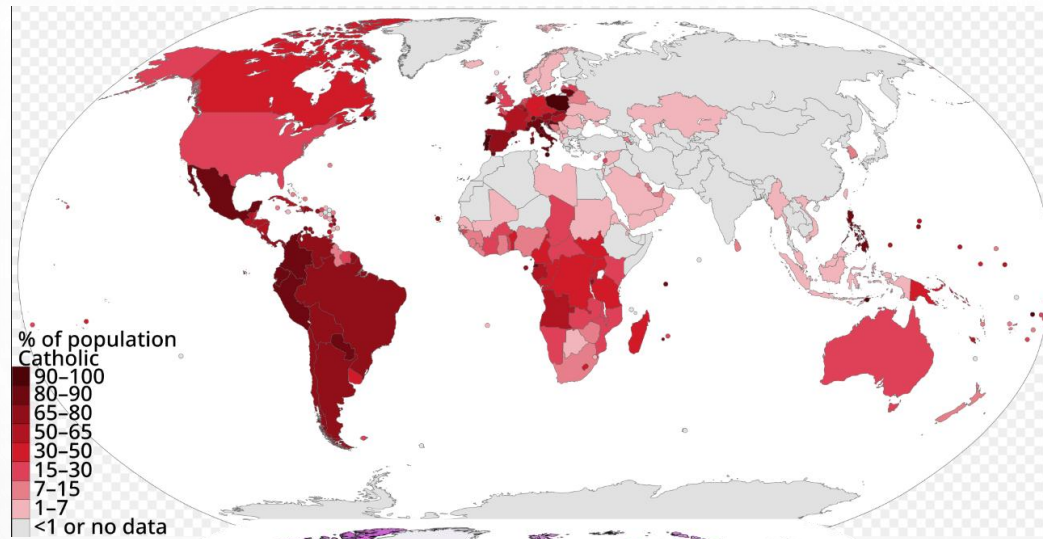 % of population
Catholic
90–100
80–90
65–80
50–65
30–50
15–30
7–15
1–7
<1 or no data